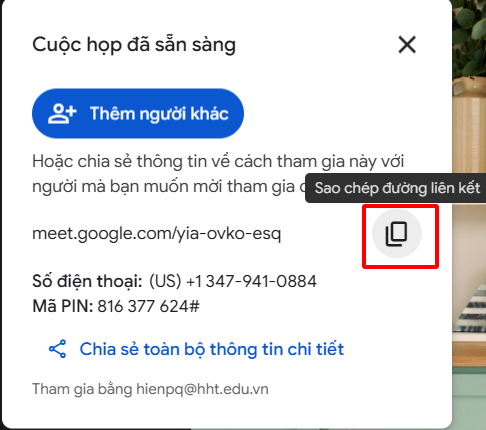 Cuộc họp đã sẵn sàng
Thêm người khác
Hoặc chia sẻ thông tin về cách tham gia này với
người mà bạn muốn mời tham gia
Sao chép đường liên kết
meet.google.com/yia-ovko-esq
Số điện thoại: (US) +1 347-941-0884
Mã PIN: 816 377 624#
Chia sẻ toàn bộ thông tin chi tiết
Tham gia bằng hienpq@hht.edu.vn